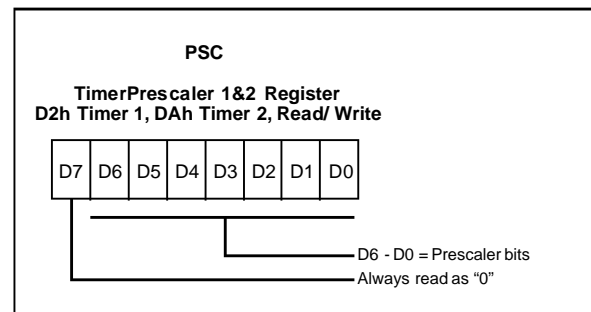 PSC
TimerPrescaler 1&2 Register
D2h Timer 1, DAh Timer 2, Read/ Write
D7 D6 D5 D4 D3 D2 D1 D0
D6 - D0 = Prescaler bits
Always read as “0”